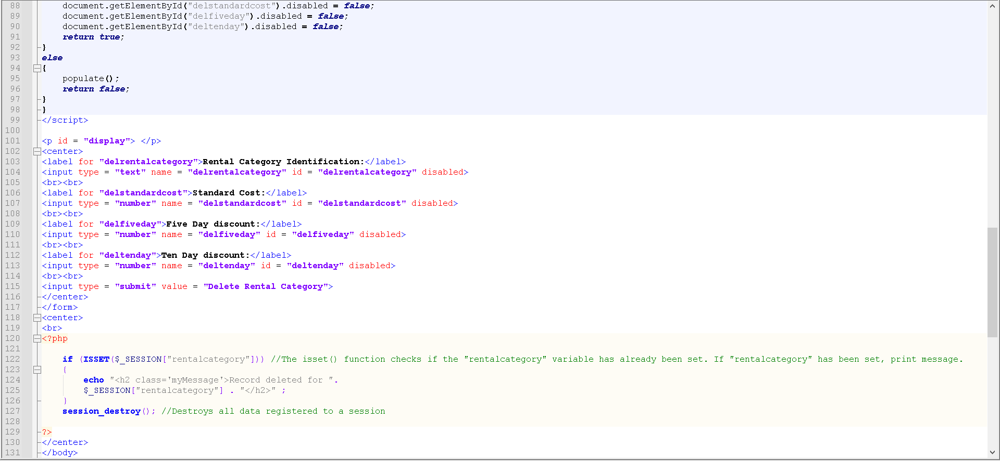 88 document.getElementById("delstandardcost").disabled = false;
89 document.getElementById("delfiveday").disabled = false;
90 document.getElementById("deltenday").disabled = false;
91 return true;
92 }
93 else
94 {
95 populate();
96 return false;
97 }
98 }
99 </script>
100
101 <p id = "display"> </p>
102 <center>
103 <label for "delrentalcategory">Rental Category Identification:</label>
104 <input type = "text" name = "delrentalcategory" id = "delrentalcategory" disabled>
105 <br><br>
106 <label for "delstandardcost">Standard Cost:</label>
107 <input type = "number" name = "delstandardcost" id = "delstandardcost" disabled>
108 <br><br>
109 <label for "delfiveday">Five Day discount:</label>
110 <input type = "number" name = "delfiveday" id = "delfiveday" disabled>
111 <br><br>
112 <label for "deltenday">Ten Day discount:</label>
113 <input type = "number" name = "deltenday" id = "deltenday" disabled>
114 <br><br>
115 <input type = "submit" value = "Delete Rental Category">
116 </center>
117 </form>
118 <center>
119 <br>
120 <?php
121
122 if (ISSET($_SESSION["rentalcategory"])) //The isset() function checks if the "rentalcategory" variable has already been set. If "rentalcategory" has been set, print message.
123 {
124 echo "<h2 class='myMessage'>Record deleted for ".
125 $_SESSION["rentalcategory"] . "</h2>" ;
126 }
127 session_destroy(); //Destroys all data registered to a session
128
129 ?>
130 </center>
131 </body>